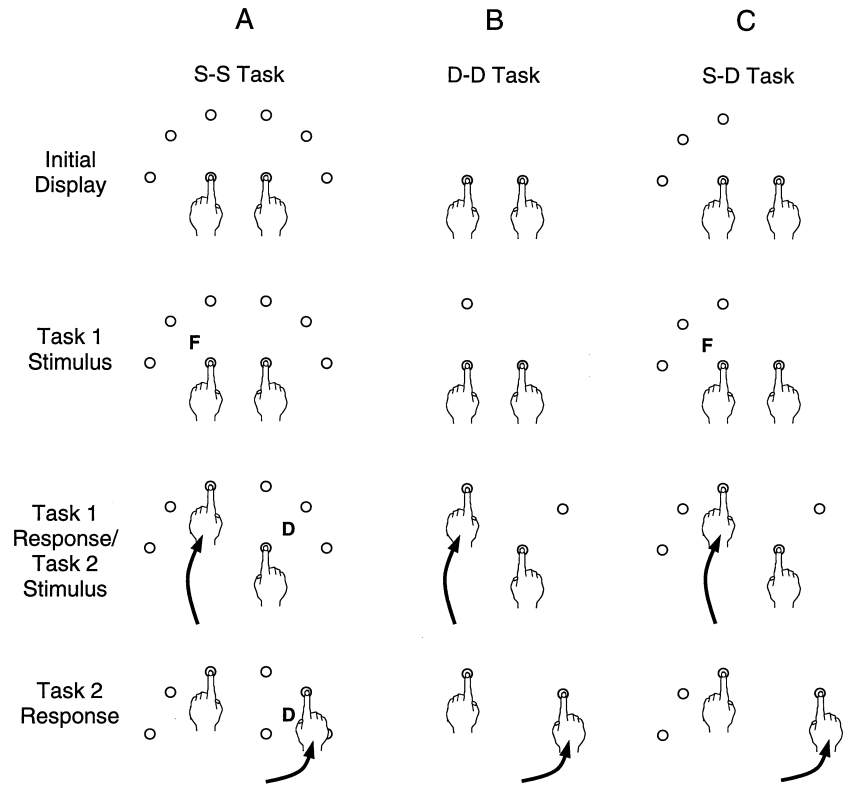 A B C
S-S Task D-D Task S-D Task
Initial
Display
Task 1
Stimulus
F F
Task 1
Response/
Task 2
Stimulus
D
Task 2
Response
D